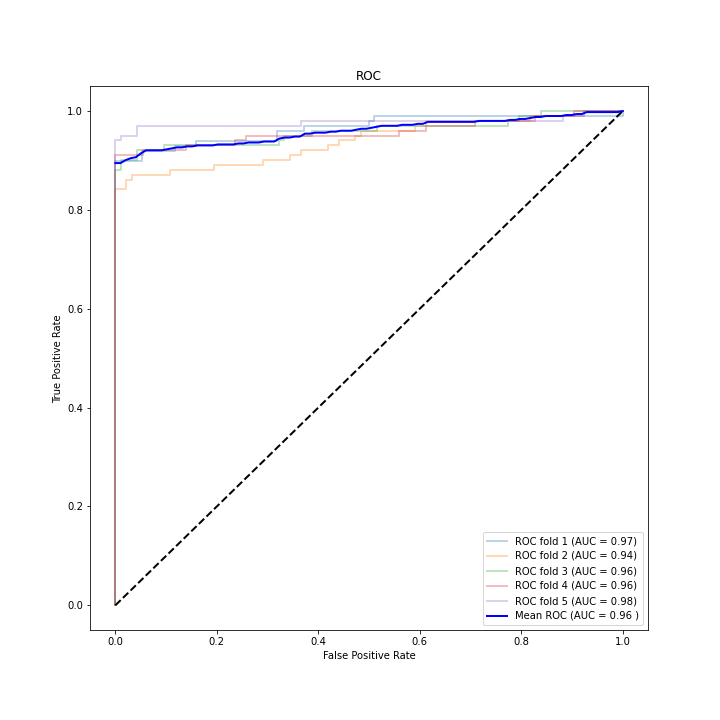 ROC
1.0
0.8
0.6
0.4
0.2
0.0
True Positive Rate
ROC fold 1 (AUC = 0.97)
ROC fold 2 (AUC = 0.94)
ROC fold 3 (AUC = 0.96)
ROC fold 4 (AUC = 0.96)
ROC fold 5 (AUC = 0.98)
Mean ROC (AUC = 0.96 )
0.0 0.2 0.4 0.6 0.8 1.0
False Positive Rate